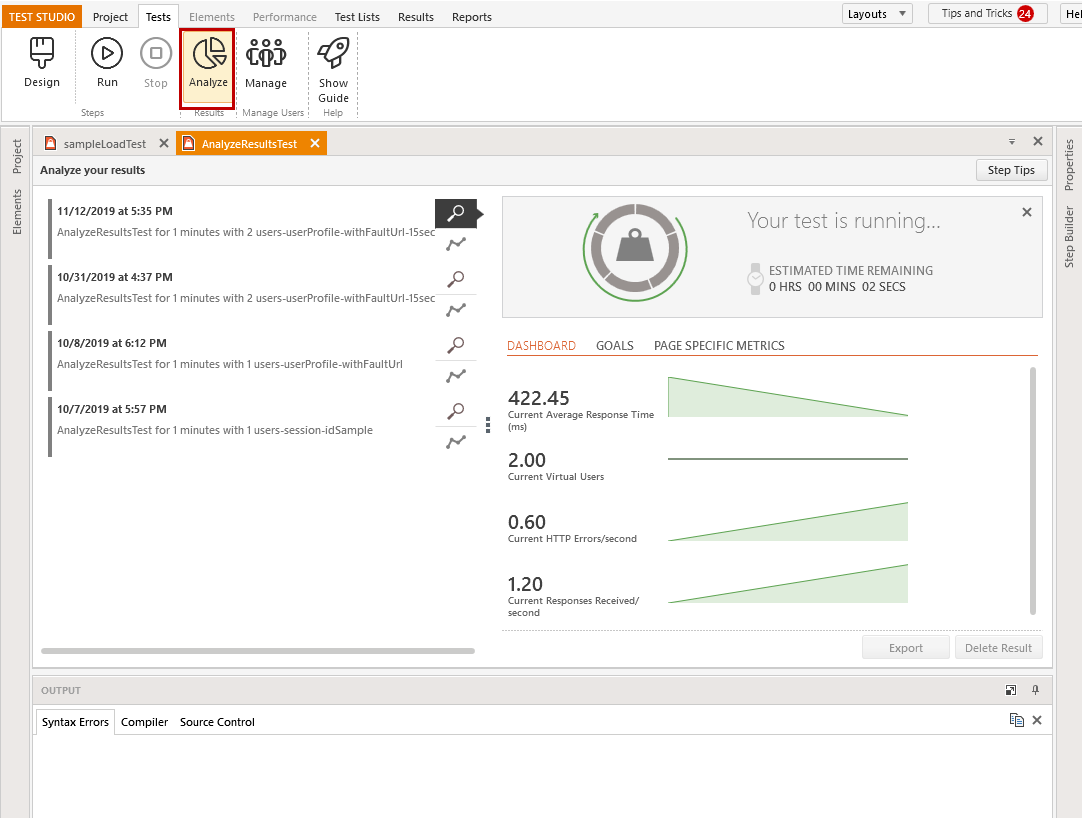 TEST STUDIO Project Tests Elements Performance Test Lists Results Reports Layouts Tips and Tricks 24 Hel
Design Run Stop Analyze Manage Show
Guide
Steps Results Manage Users Help
Project
Elements
sampleLoadTest AnalyzeResultsTest
Analyze your results Step Tips
Properties
Step Builder
11/12/2019 at 5:35 PM
AnalyzeResultsTest for 1 minutes with 2 users-userProfile-withFaultUrl-15sec
10/31/2019 at 4:37 PM
AnalyzeResultsTest for 1 minutes with 2 users-userProfile-withFaultUrl-15sec
10/8/2019 at 6:12 PM
AnalyzeResultsTest for 1 minutes with 1 users-userProfile-withFaultUrl
10/7/2019 at 5:57 PM
AnalyzeResultsTest for 1 minutes with 1 users-session-idSample
Your test is running...
ESTIMATED TIME REMAINING
0 HRS 00 MINS 02 SECS
DASHBOARD GOALS PAGE SPECIFIC METRICS
422.45
Current Average Response Time
(ms)
2.00
Current Virtual Users
0.60
Current HTTP Errors/second
1.20
Current Responses Received/
second
Export Delete Result
OUTPUT
Syntax Errors Compiler Source Control